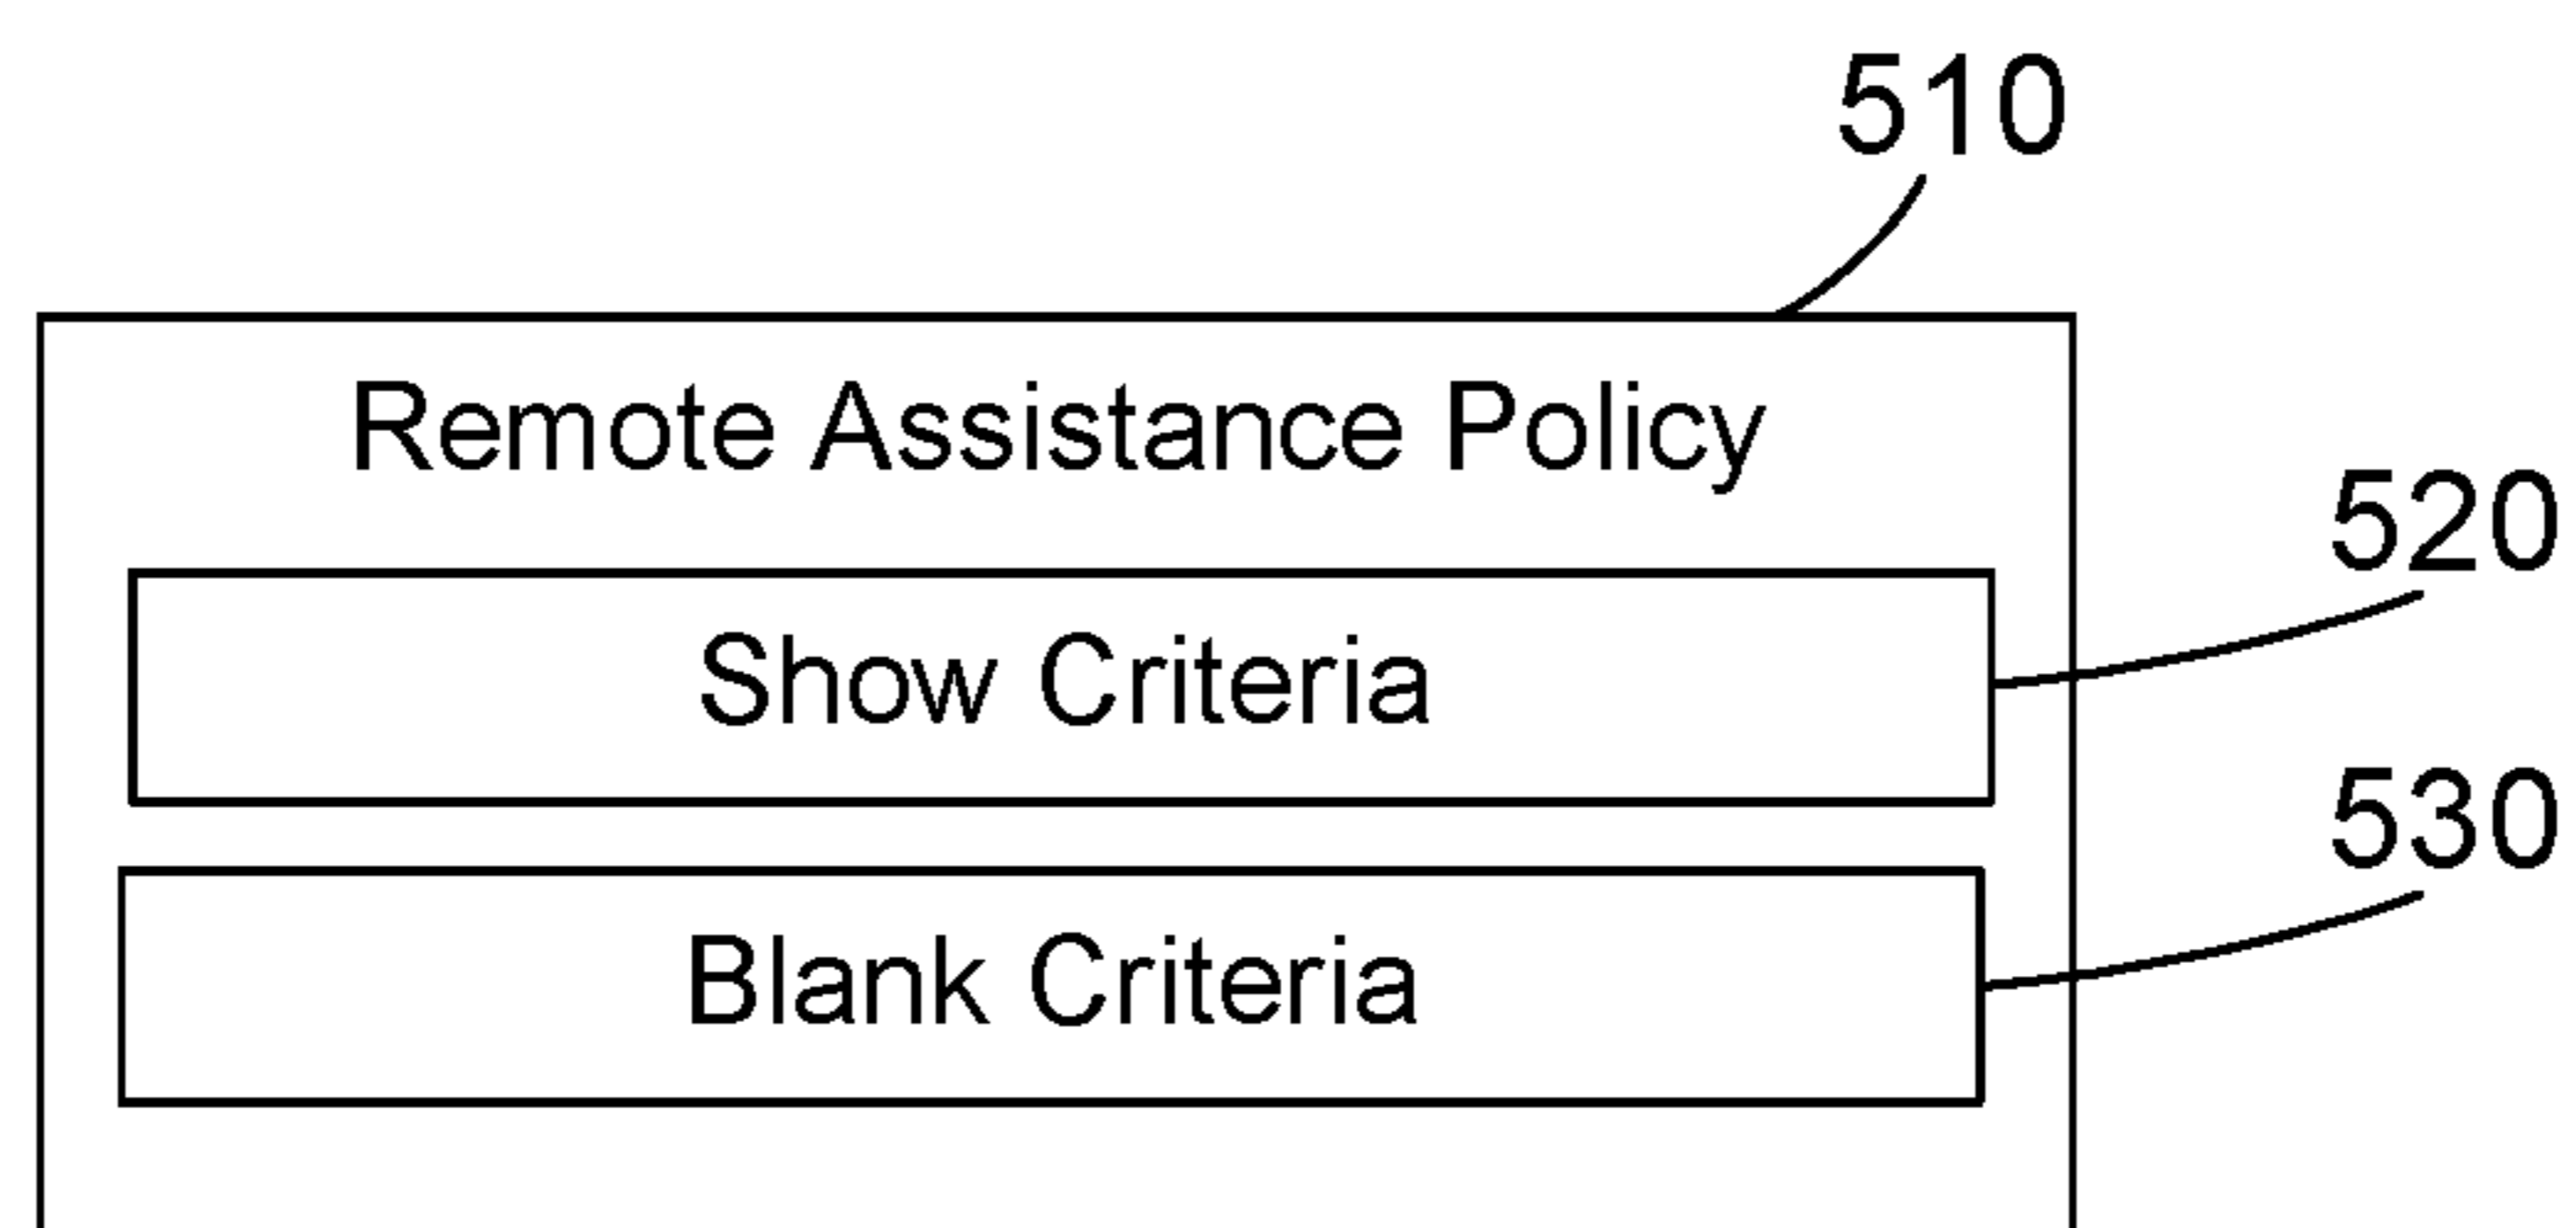 510
Remote Assistance Policy
520
Show Criteria
530
Blank Criteria